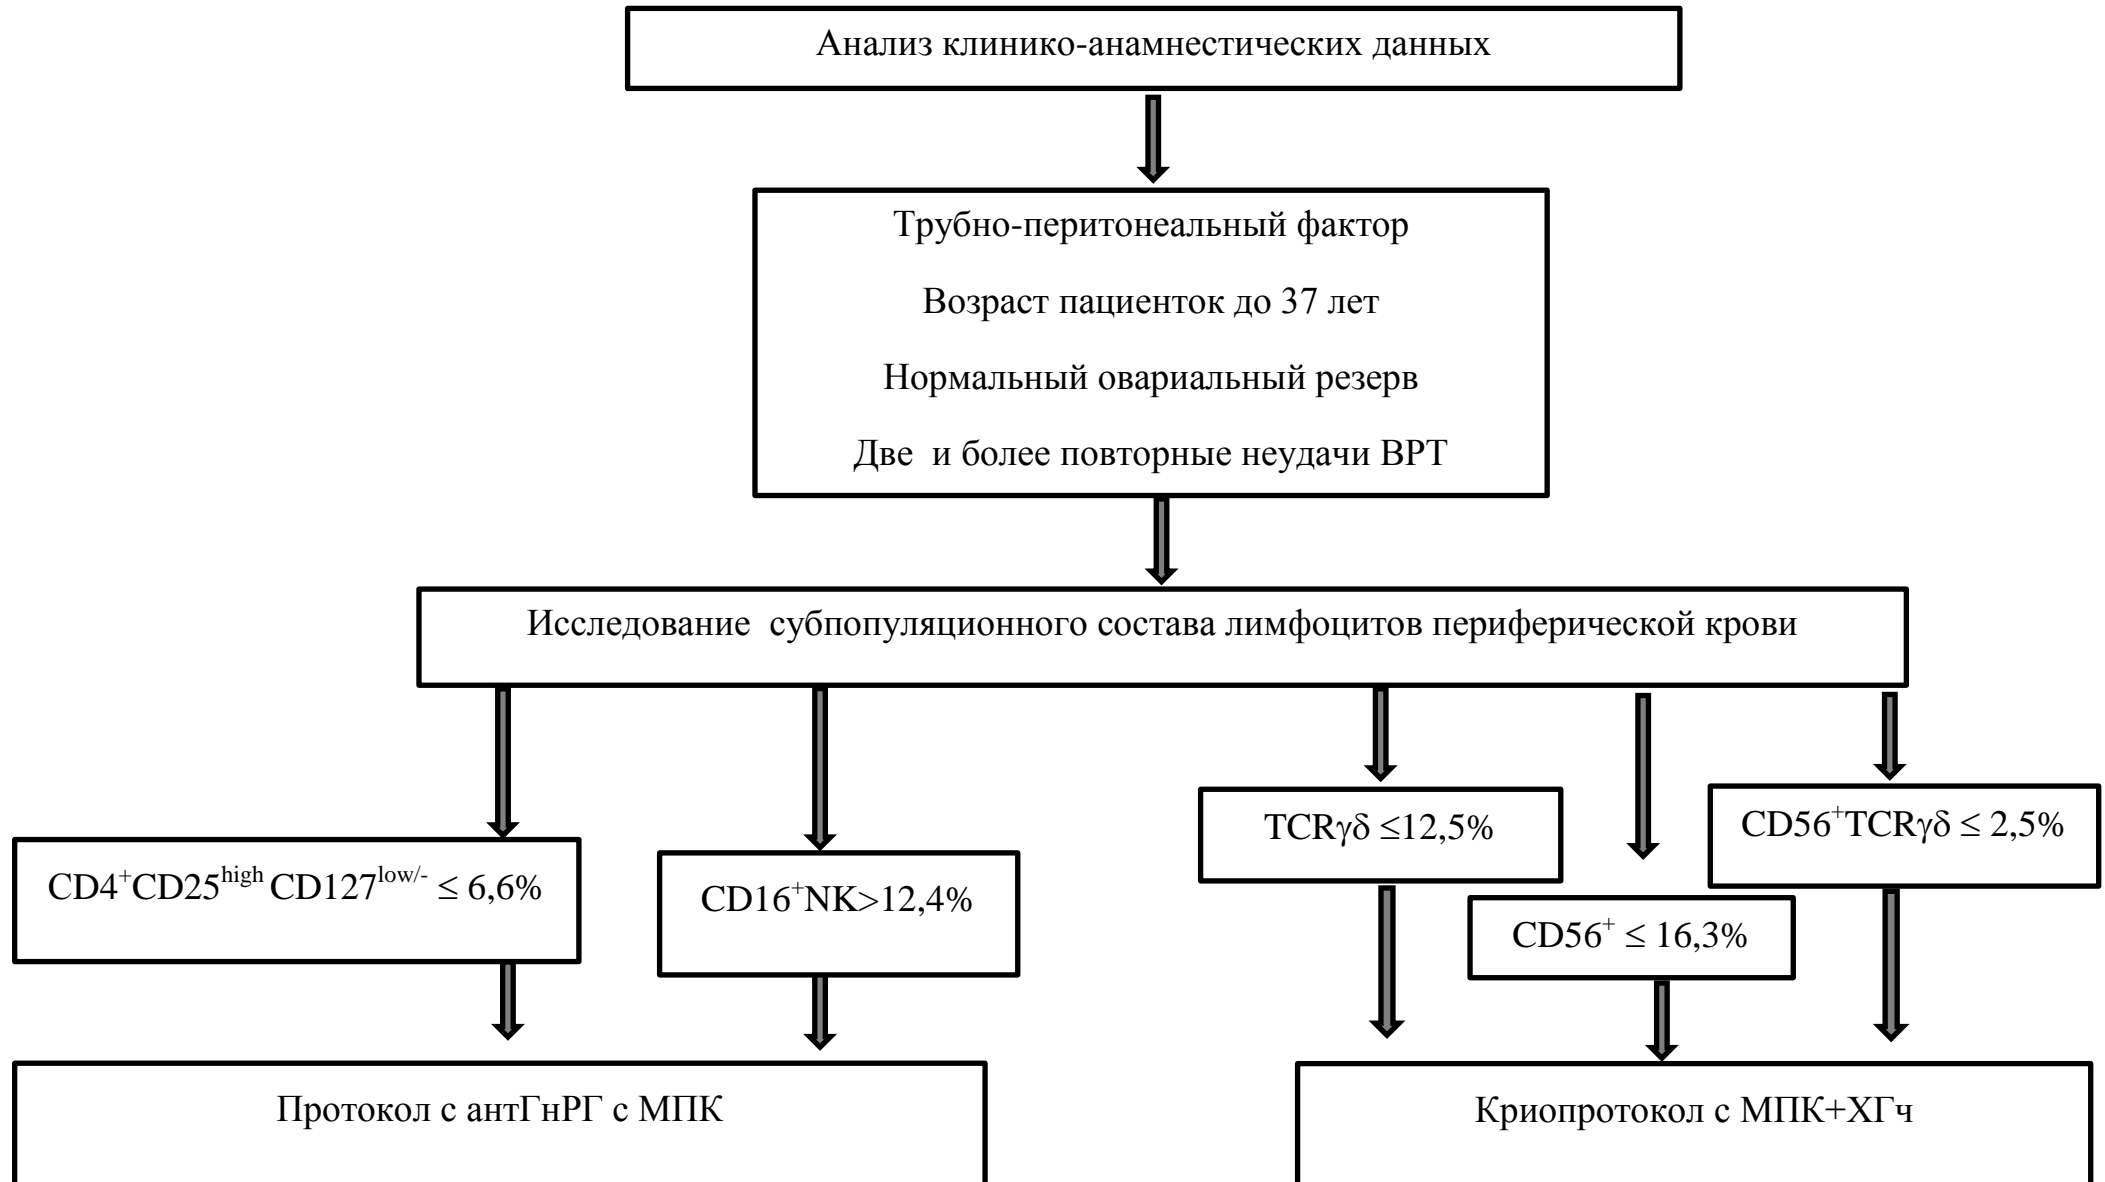 Анализ клинико-анамнестических данных
Трубно-перитонеальный фактор
Возраст пациенток до 37 лет
Нормальный овариальный резерв
Две  и более повторные неудачи ВРТ
Исследование  субпопуляционного состава лимфоцитов периферической крови
CD4⁺CD25ʰⁱᵍʰ CD127ˡᵒʷ/⁻ ≤ 6,6%
CD16⁺NK>12,4%
TCRγδ ≤12,5%
CD56⁺ ≤ 16,3%
CD56⁺TCRγδ ≤ 2,5%
Протокол с антГнРГ с МПК
Криопротокол с МПК+ХГч